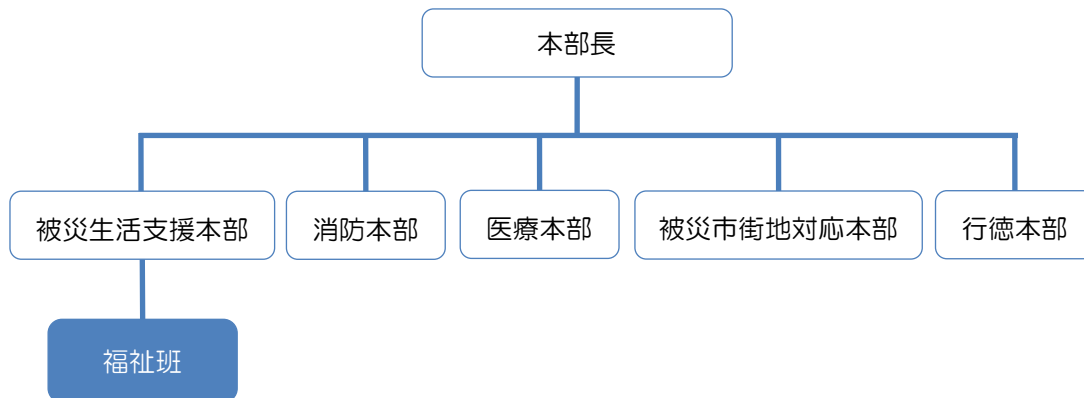 本部長
被災生活支援本部
消防本部
医療本部
被災市街地対応本部
行徳本部
福祉班